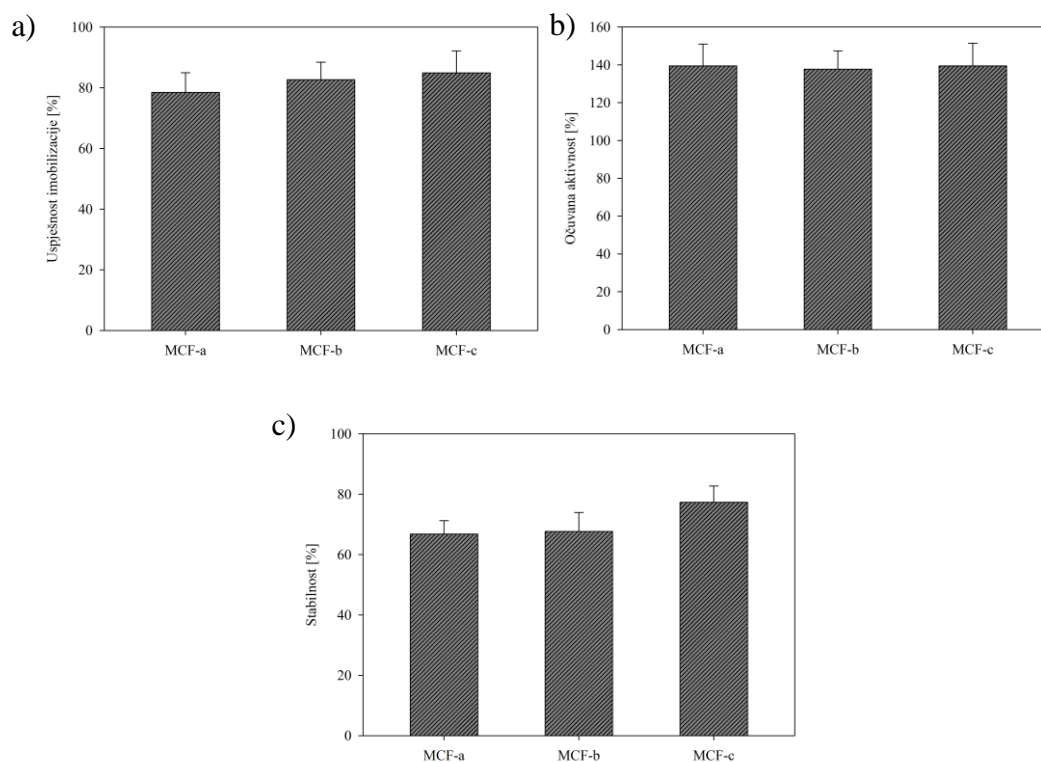 a)
Uspješnost imobilizacije [%]
100
80
60
40
20
0
MCF-a MCF-b MCF-c
b)
Očuvana aktivnost [%]
160
140
120
100
80
60
40
20
0
MCF-a MCF-b MCF-c
c)
Stabilnost [%]
100
80
60
40
20
0
MCF-a MCF-b MCF-c